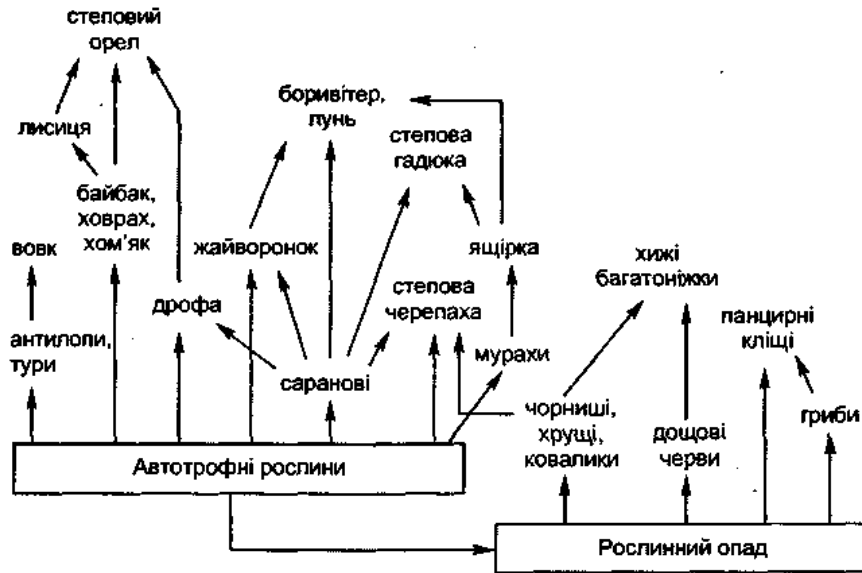 степовий
орел
лисиця
байбак,
ховрах,
хом'як
вовк
антилопи,
тури
дрофа
жайворонок
боривітер,
лунь
степова
гадюка
ящірка
степова
черепаха
саранові
мурахи
хижі
багатоніжки
панцирні
кліщі
чорниші,
хрущі,
ковалики
дощові
черви
гриби
Автотрофні рослини
Рослинний опад